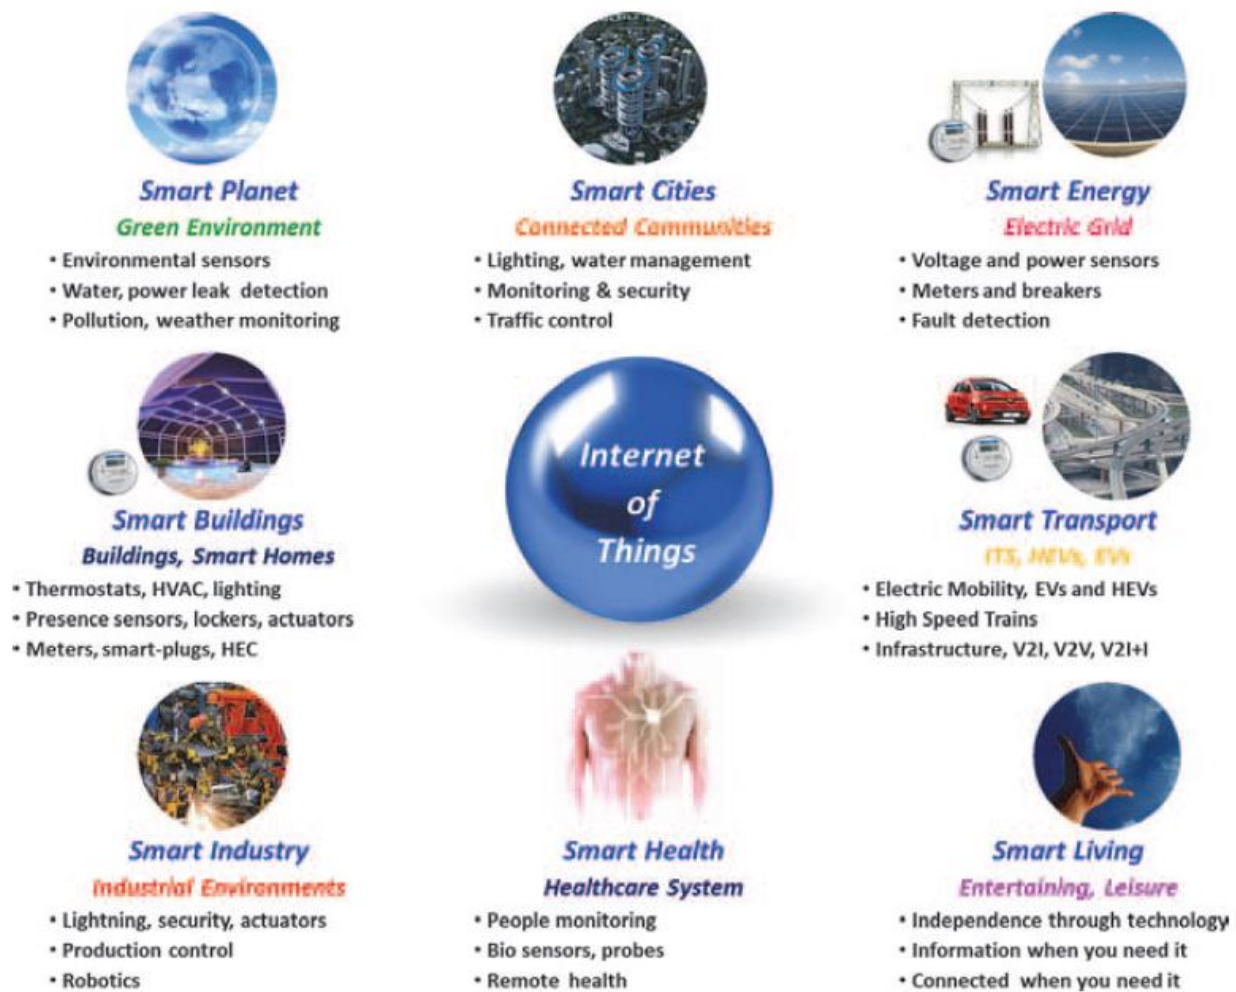 Smart Planet
Green Environment
• Environmental sensors
• Water, power leak detection
• Pollution, weather monitoring
Smart Cities
Connected Communities
• Lighting, water management
• Monitoring & security
• Traffic control
Smart Energy
Electric Grid
• Voltage and power sensors
• Meters and breakers
• Fault detection
Smart Buildings
Buildings, Smart Homes
• Thermostats, HVAC, lighting
• Presence sensors, lockers, actuators
• Meters, smart-plugs, HEC
Internet
of
Things
Smart Transport
ITS, HEVs, EVs
• Electric Mobility, EVs and HEVs
• High Speed Trains
• Infrastructure, V2I, V2V, V2I+I
Smart Industry
Industrial Environments
• Lightning, security, actuators
• Production control
• Robotics
Smart Health
Healthcare System
• People monitoring
• Bio sensors, probes
• Remote health
Smart Living
Entertaining, Leisure
• Independence through technology
• Information when you need it
• Connected when you need it